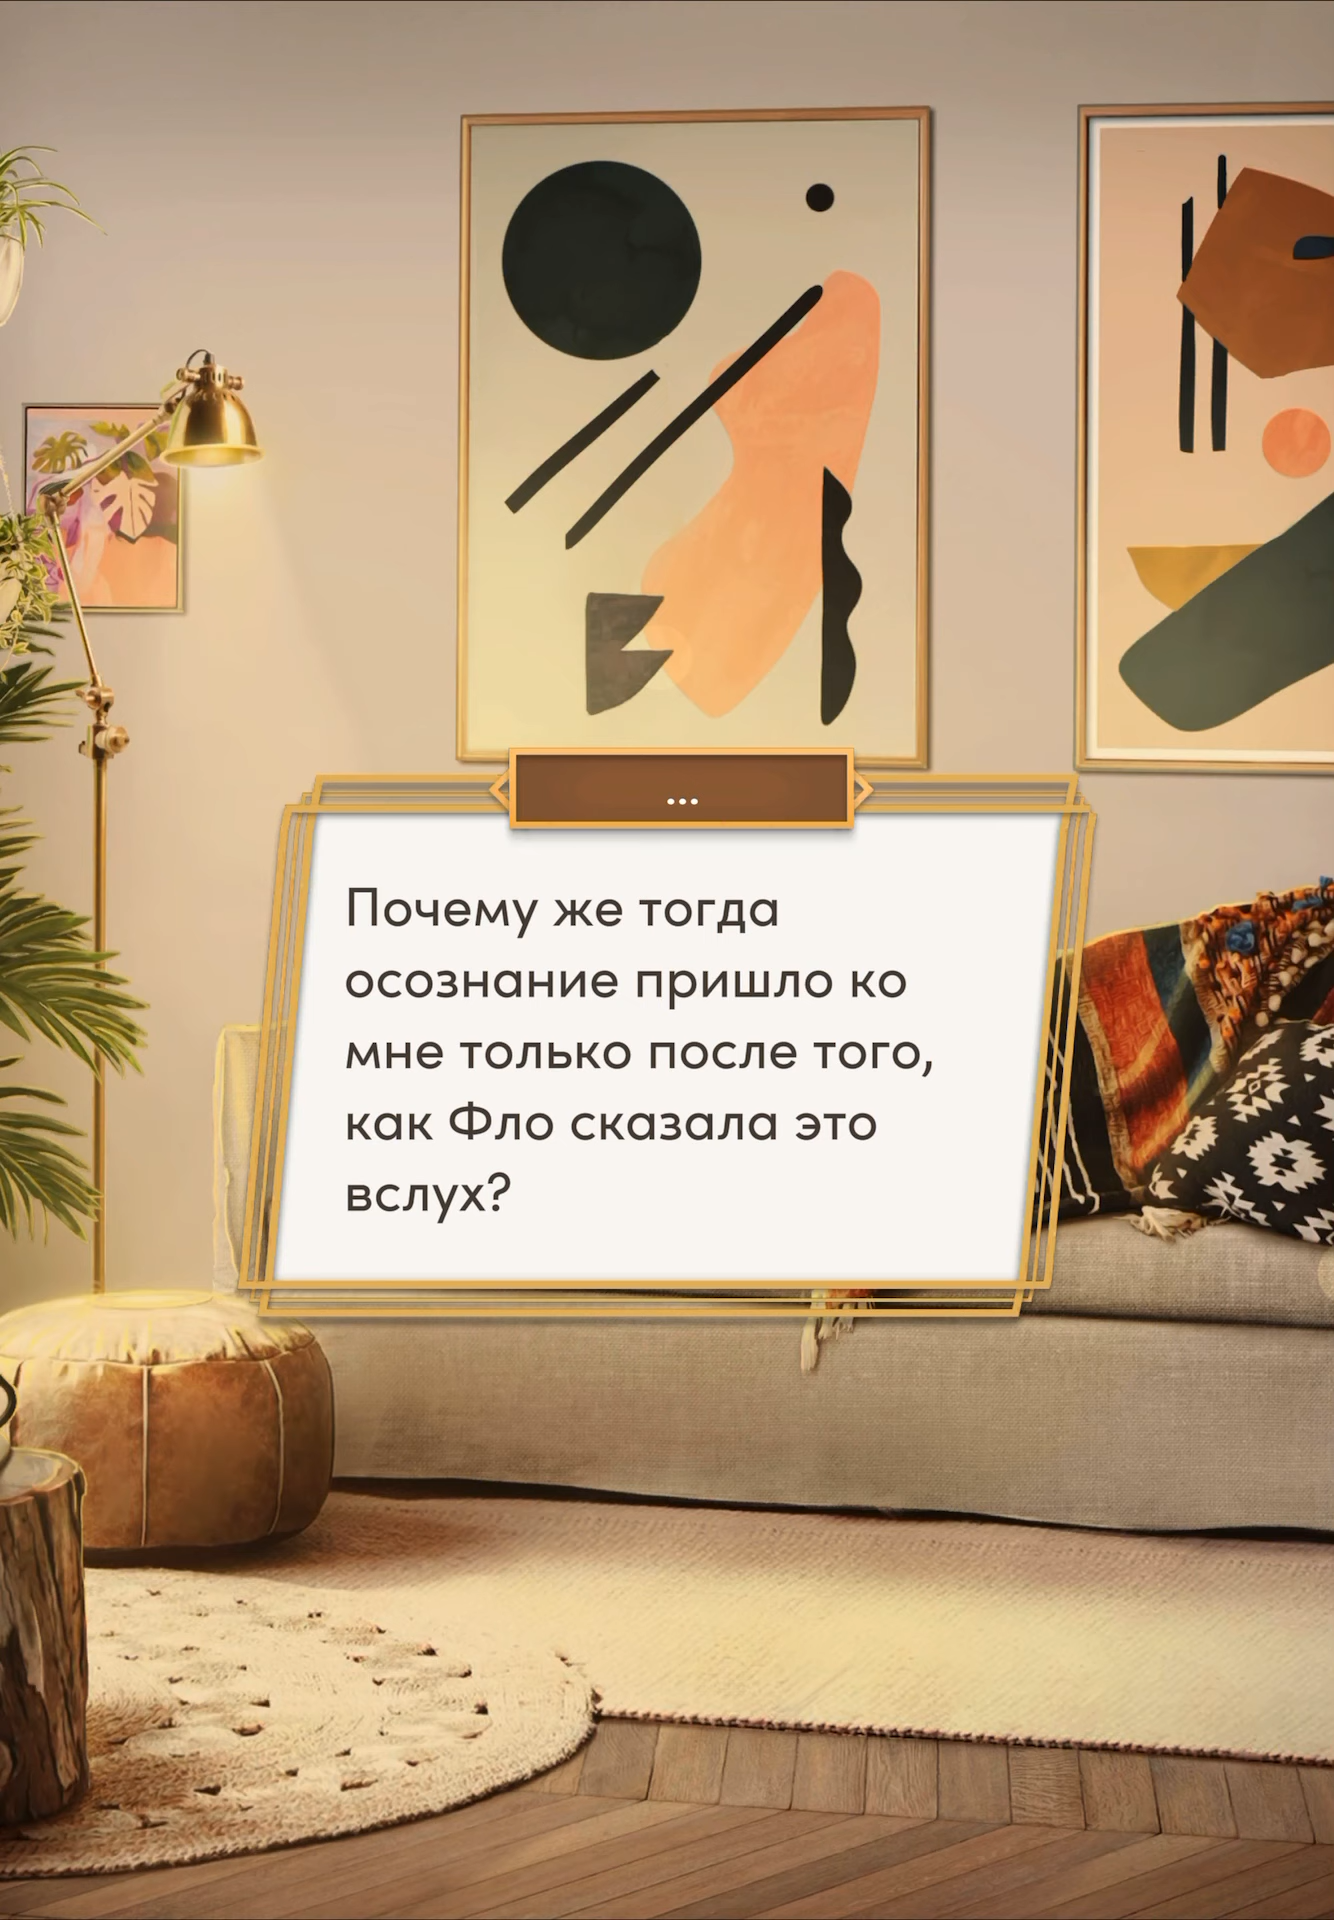 ...
Почему же тогда
осознание пришло ко
мне только после того,
как Фло сказала это
вслух?